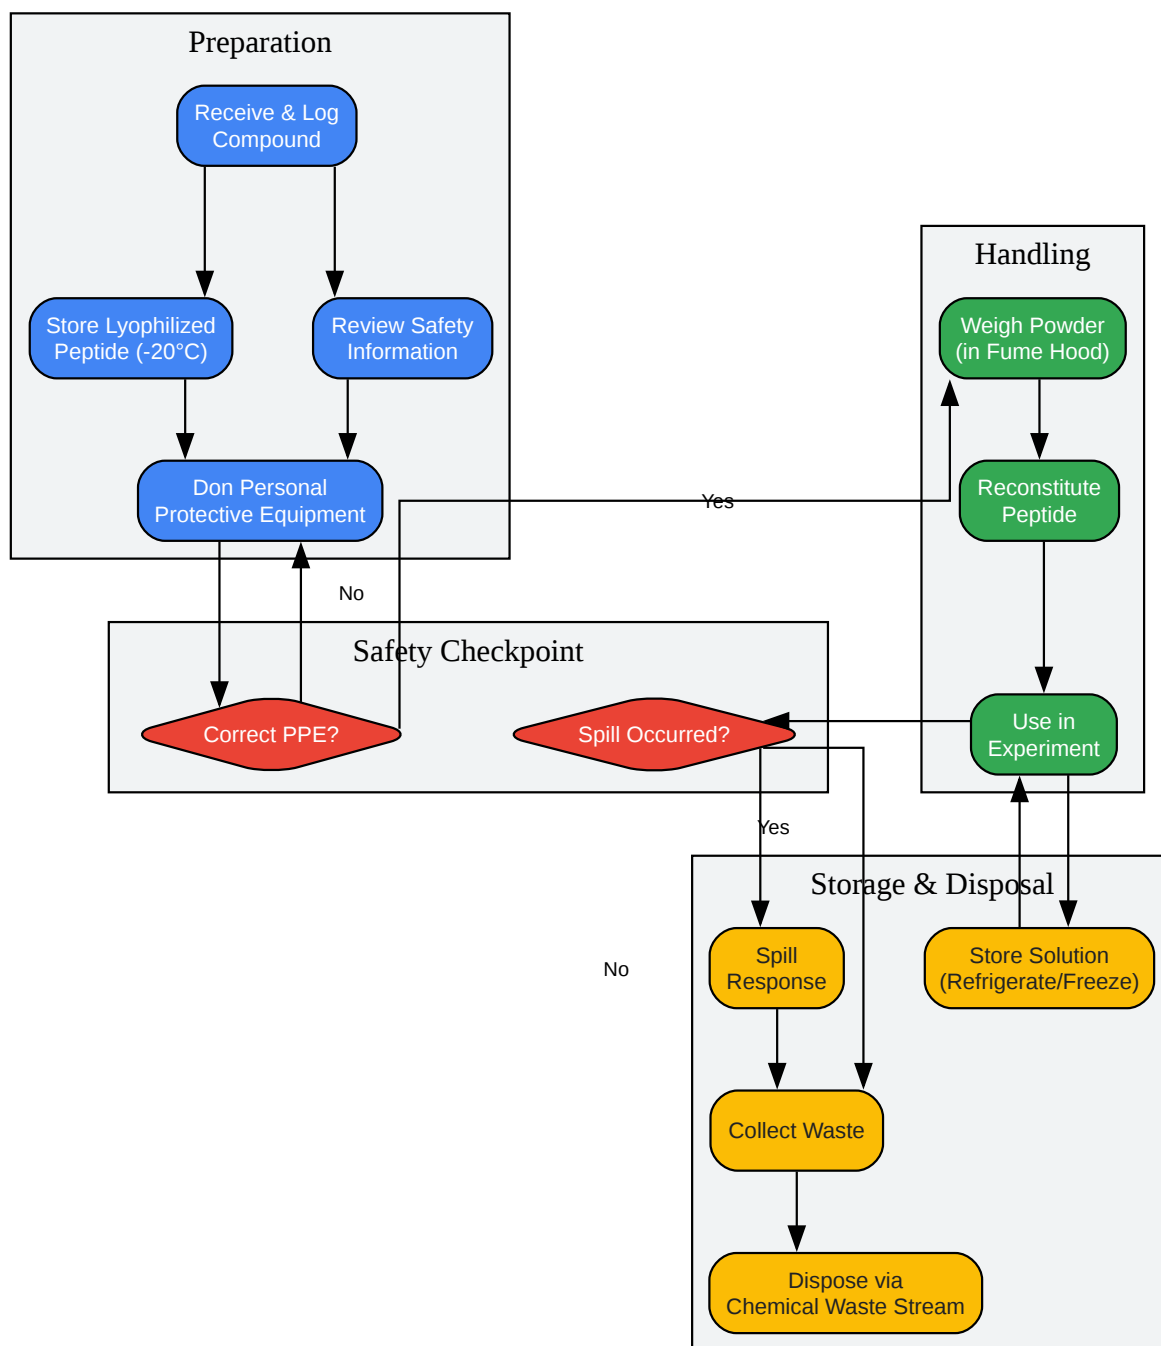 Preparation
Receive & Log
Compound
Store Lyophilized
Peptide (-20°C)
Review Safety
Information
Don Personal
Protective Equipment
Handling
Weigh Powder
(in Fume Hood)
Reconstitute
Peptide
Yes
No
Safety Checkpoint
Correct PPE?
Spill Occurred?
Use in
Experiment
Yes
Storage & Disposal
Spill
Response
Store Solution
(Refrigerate/Freeze)
No
Collect Waste
Dispose via
Chemical Waste Stream